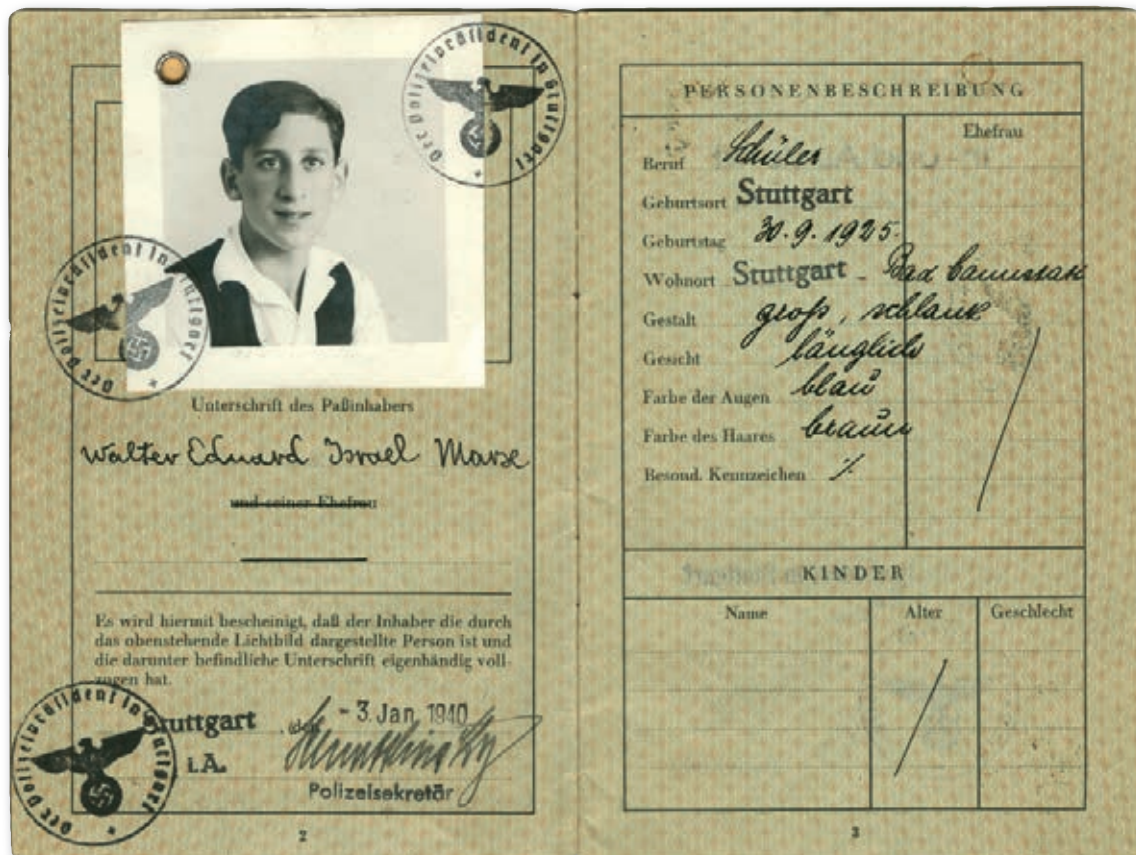 Der Polizeipräsident in Stuttgart
Der Polizeipräsident in Stuttgart
Unterschrift des Paßinhabers
Walter Eduard Israel Marse
und seiner Ehefrau
Es wird hiermit bescheinigt, daß der Inhaber die durch
das obenstehende Lichtbild dargestellte Person ist und
die darunter befindliche Unterschrift eigenhändig voll-
zogen hat.
Der Polizeipräsident in Stuttgart
Stuttgart, den - 3. Jan. 1940
i.A.
Polizeisekretär
2
PERSONENBESCHREIBUNG
Ehefrau
Beruf Schüler
Geburtsort Stuttgart
Geburtstag 30.9.1925.
Wohnort Stuttgart - Bad Cannstatt
Gestalt groß, schlank
Gesicht länglich
Farbe der Augen blau
Farbe des Haares braun
Besond. Kennzeichen %
KINDER
Name Alter Geschlecht
3